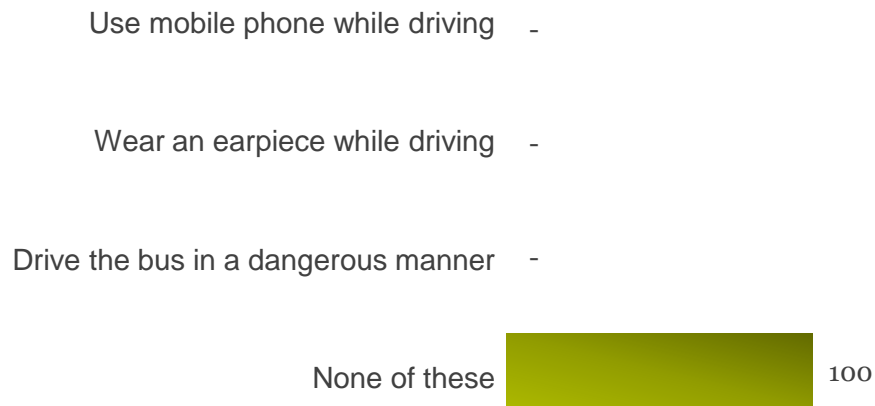 Use mobile phone while driving -
Wear an earpiece while driving -
Drive the bus in a dangerous manner -
None of these 100